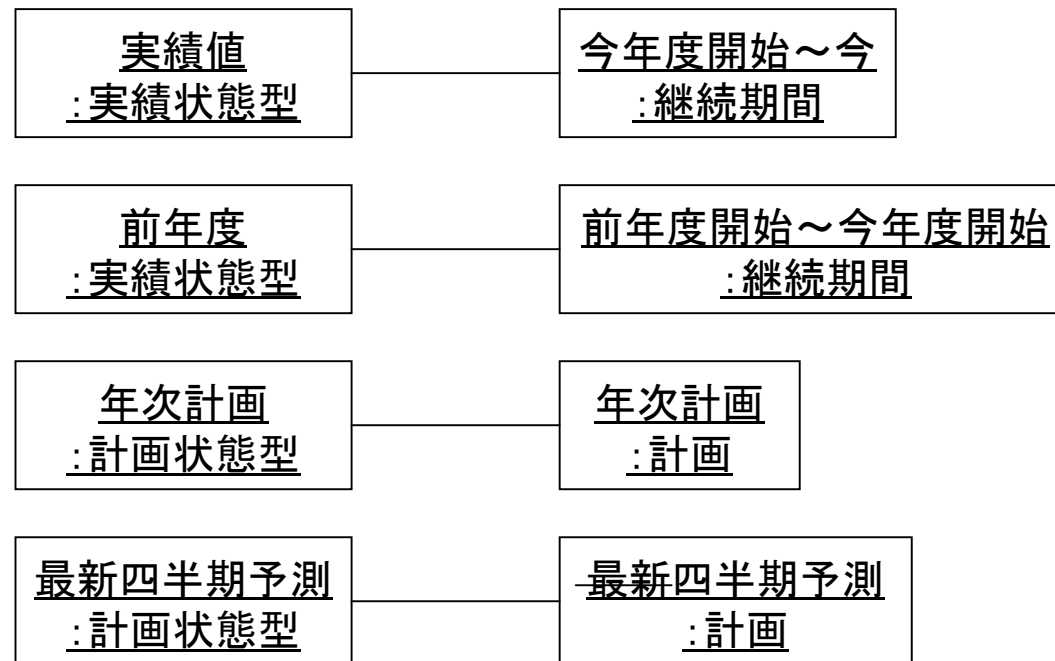 実績値
:実績状態型
今年度開始～今
:継続期間
前年度
:実績状態型
前年度開始～今年度開始
:継続期間
年次計画
:計画状態型
年次計画
:計画
最新四半期予測
:計画状態型
最新四半期予測
:計画